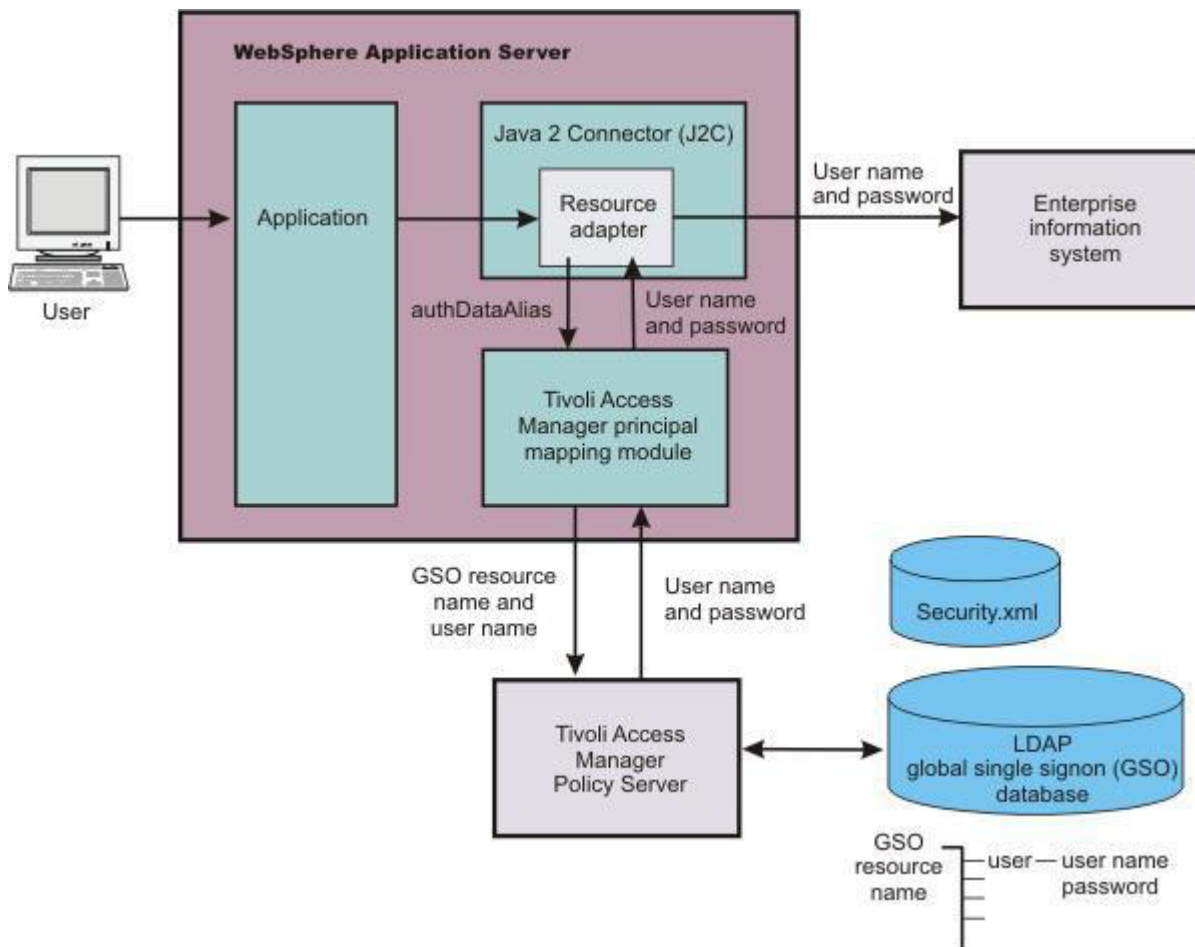 WebSphere Application Server
Java 2 Connector (J2C)
User name
and password
Application
Resource
adapter
Enterprise
information
system
User
authDataAlias
User name
and password
Tivoli Access
Manager principal
mapping module
GSO resource
name and
user name
User name
and password
Security.xml
Tivoli Access
Manager
Policy Server
LDAP
global single signon (GSO)
database
GSO
resource
name
user
user name
password